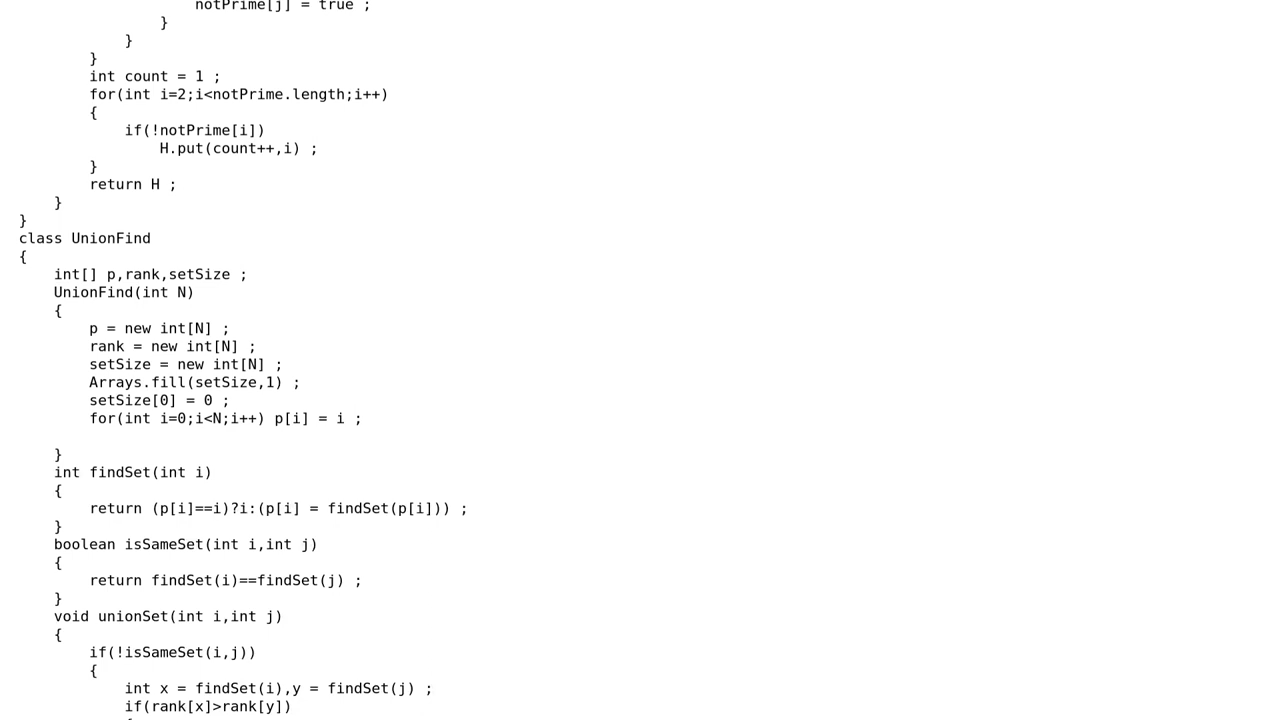 notPrime[j] = true ;
}
}
}
int count = 1 ;
for(int i=2;i<notPrime.length;i++)
{
if(!notPrime[i])
H.put(count++,i) ;
}
return H ;
}
}
class UnionFind
{
int[] p,rank,setSize ;
UnionFind(int N)
{
p = new int[N] ;
rank = new int[N] ;
setSize = new int[N] ;
Arrays.fill(setSize,1) ;
setSize[0] = 0 ;
for(int i=0;i<N;i++) p[i] = i ;
}
int findSet(int i)
{
return (p[i]==i)?i:(p[i] = findSet(p[i])) ;
}
boolean isSameSet(int i,int j)
{
return findSet(i)==findSet(j) ;
}
void unionSet(int i,int j)
{
if(!isSameSet(i,j))
{
int x = findSet(i),y = findSet(j) ;
if(rank[x]>rank[y])
{